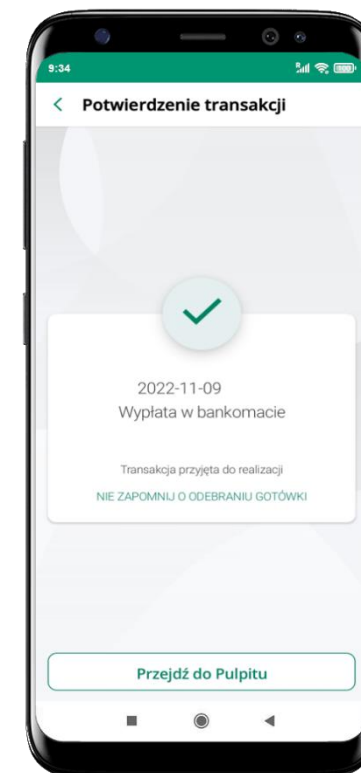 9:34
Potwierdzenie transakcji
2022-11-09
Wypłata w bankomacie
Transakcja przyjęta do realizacji
NIE ZAPOMNIJ O ODEBRANIU GOTÓWKI
Przejdź do Pulpitu